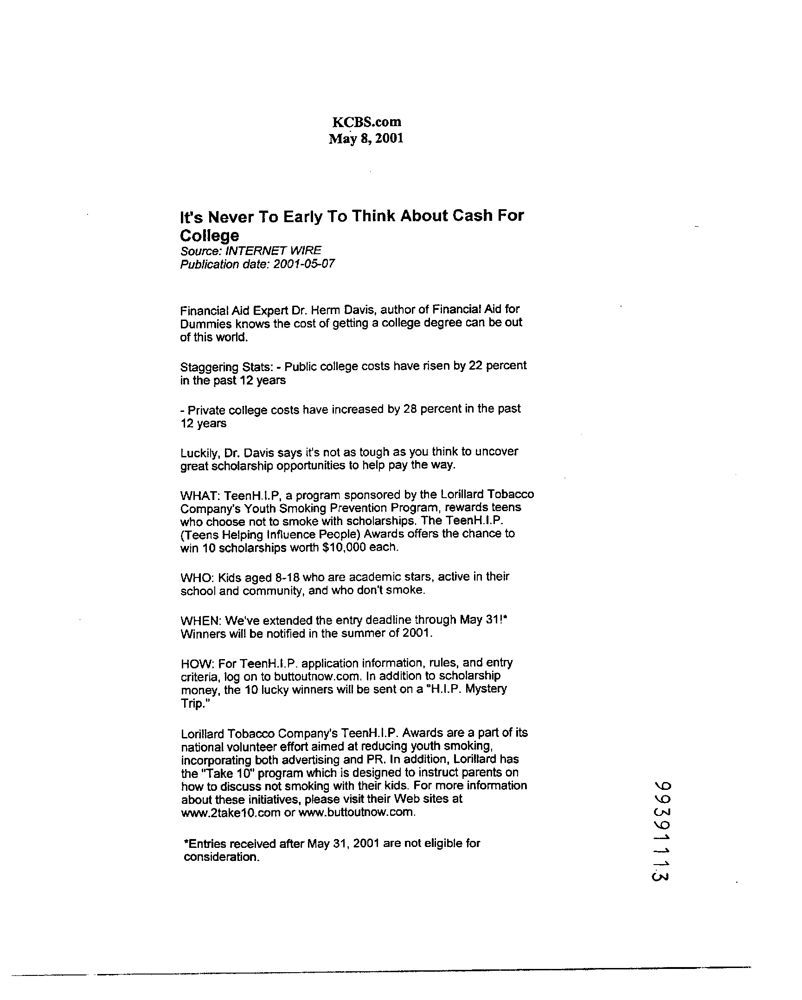 KCBS.com
May 8, 2001
It's Never To Early To Think About Cash For
College
Source: INTERNET WIRE
Publication date: 2001-05-07
Financial Aid Expert Dr. Herm Davis, author of Financial Aid for
Dummies knows the cost of getting a college degree can be out
of this world.
Staggering Stats: - Public college costs have risen by 22 percent
in the past 12 years
- Private college costs have increased by 28 percent in the past
12 years
Luckily, Dr. Davis says it's not as tough as you think to uncover
great scholarship opportunities to help pay the way.
WHAT: TeenH.I.P, a program sponsored by the Lorillard Tobacco
Company's Youth Smoking Prevention Program, rewards teens
who choose not to smoke with scholarships. The TeenH.I.P.
(Teens Helping Influence People) Awards offers the chance to
win 10 scholarships worth $10,000 each.
WHO: Kids aged 8-18 who are academic stars, active in their
school and community, and who don't smoke.
WHEN: We've extended the entry deadline through May 31!*
Winners will be notified in the summer of 2001.
HOW: For TeenH.I.P. application information, rules, and entry
criteria, log on to buttoutnow.com. In addition to scholarship
money, the 10 lucky winners will be sent on a "H.I.P. Mystery
Trip."
Lorillard Tobacco Company's TeenH.I.P. Awards are a part of its
national volunteer effort aimed at reducing youth smoking,
incorporating both advertising and PR. In addition, Lorillard has
the "Take 10" program which is designed to instruct parents on
how to discuss not smoking with their kids. For more information
about these initiatives, please visit their Web sites at
www.2take10.com or www.buttoutnow.com.
*Entries received after May 31, 2001 are not eligible for
consideration.
99391113